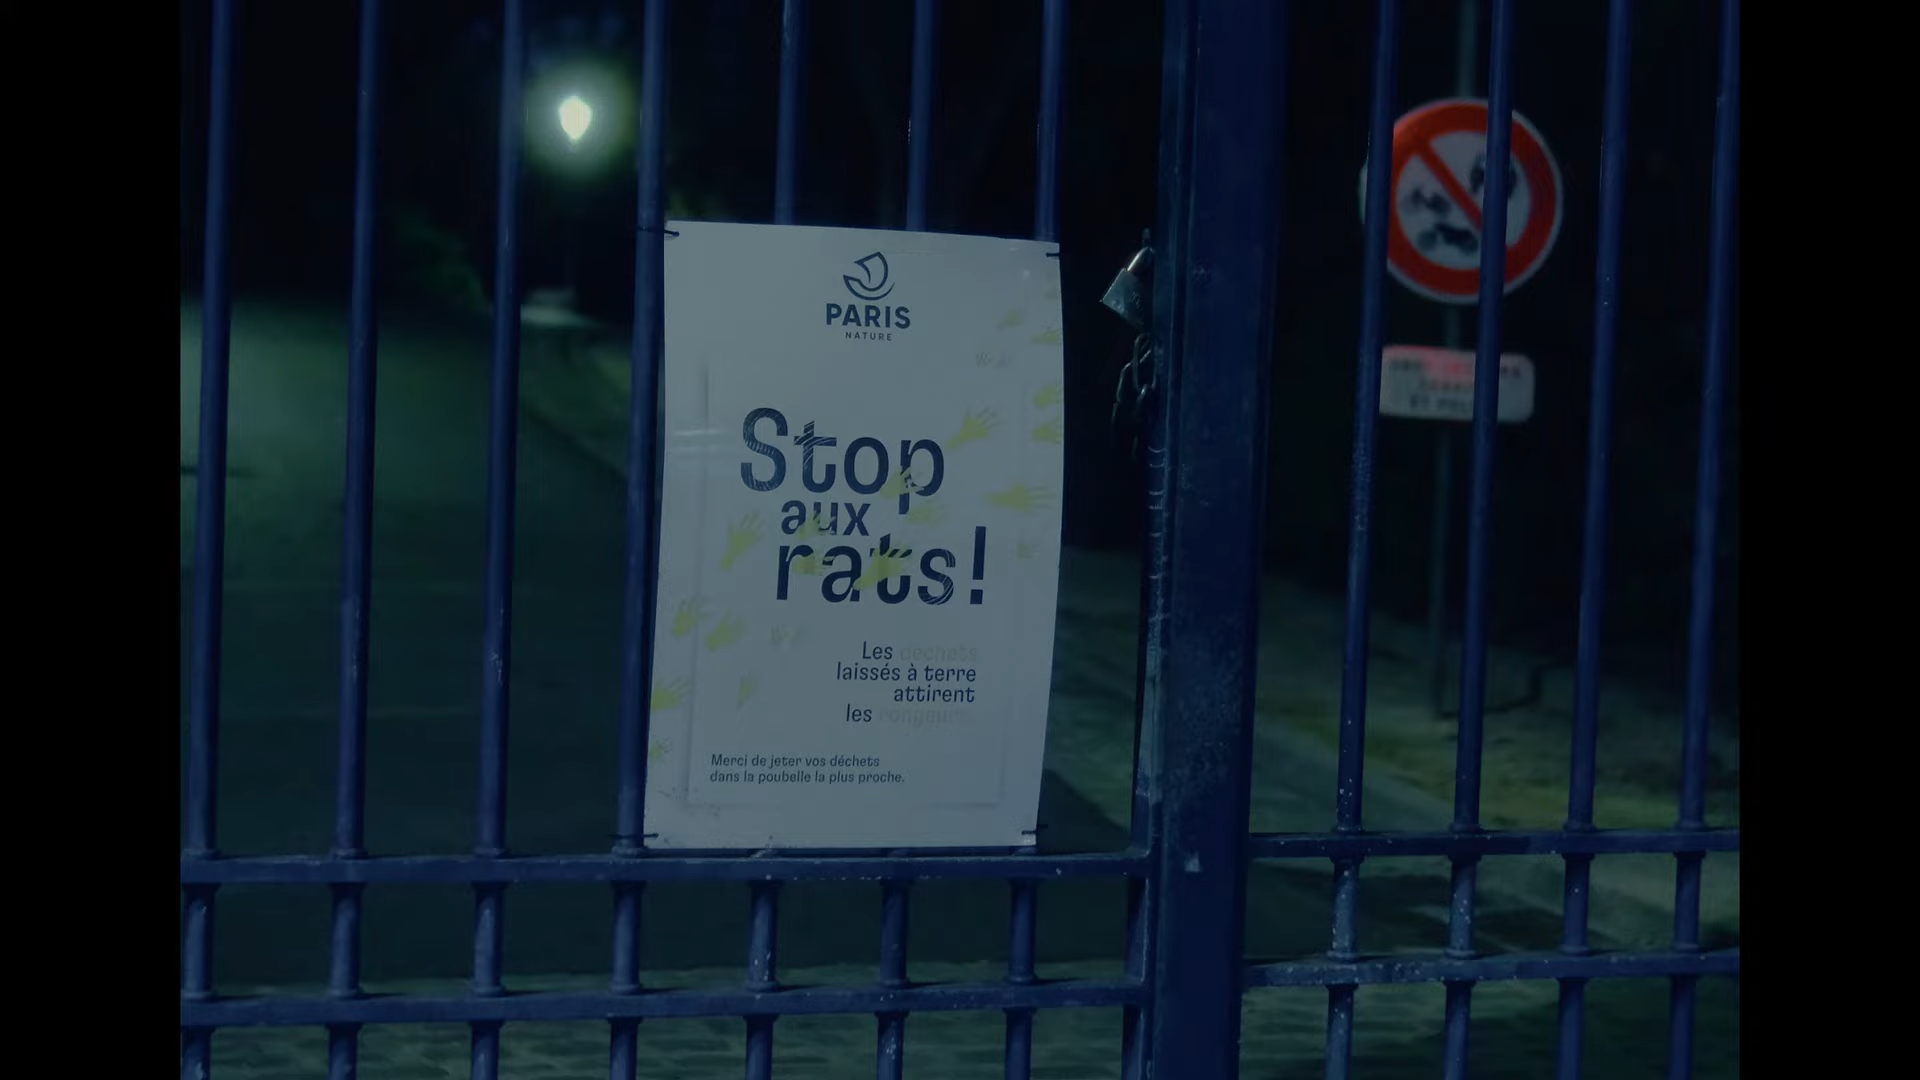 PARIS
NATURE
Stop
aux
rats!
Les déchets
laissés à terre
attirent
les rongeurs
Merci de jeter vos déchets
dans la poubelle la plus proche.